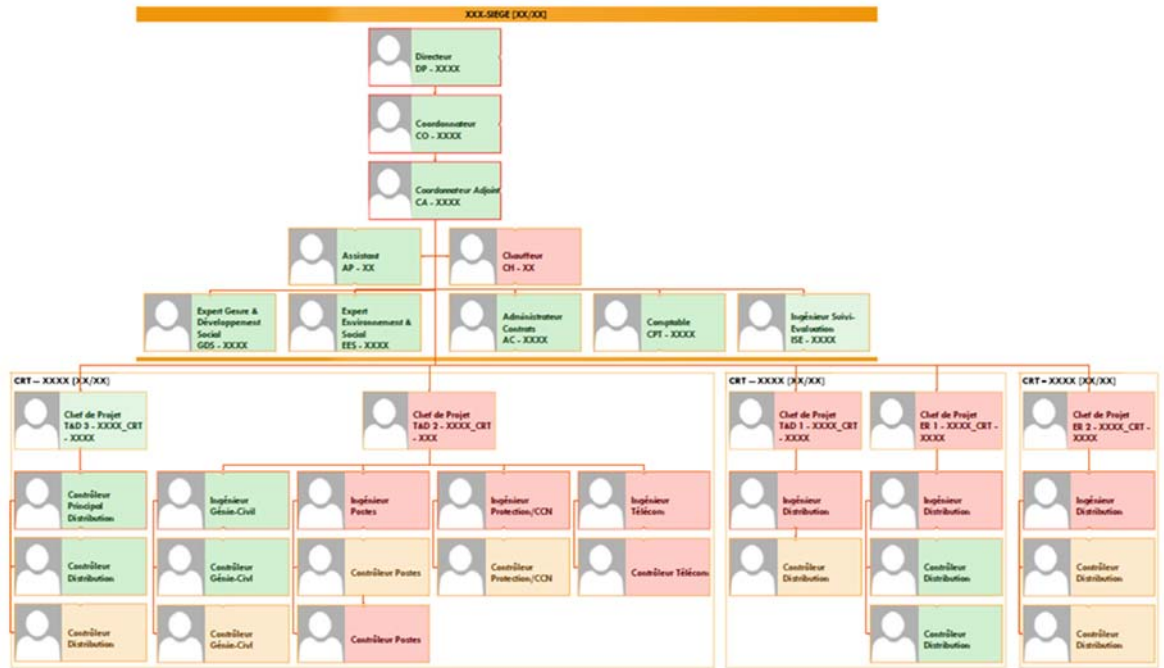 XXX-SIEGE [XX/XX]
Directeur
DP - XXXX
Coordonnateur
CO - XXXX
Coordonnateur Adjoint
CA - XXXX
Assistant
AP - XX
Chauffeur
CH - XX
Expert Genre &
Développement
Social
GDS - XXXX
Expert
Environnement &
Social
EES - XXXX
Administrateur
Contrats
AC - XXXX
Comptable
CPT - XXXX
Ingénieur Suivi-
Evaluation
ISE - XXXX
CRT – XXXX [XX/XX]
CRT – XXXX [XX/XX]
CRT – XXXX [XX/XX]
Chef de Projet
T&D 3 - XXXX_CRT
- XXXX
Chef de Projet
T&D 2 - XXXX_CRT
- XXX
Chef de Projet
T&D 1 - XXXX_CRT
- XXXX
Chef de Projet
ER 1 - XXXX_CRT -
XXXX
Chef de Projet
ER 2 - XXXX_CRT -
XXXX
Contrôleur
Principal
Distribution
Ingénieur
Génie-Civil
Ingénieur
Postes
Ingénieur
Protection/CCN
Ingénieur
Télécom
Ingénieur
Distribution
Ingénieur
Distribution
Ingénieur
Distribution
Contrôleur
Distribution
Contrôleur
Génie-Civl
Contrôleur Postes
Contrôleur
Protection/CCN
Contrôleur Télécom
Contrôleur
Distribution
Contrôleur
Distribution
Contrôleur
Distribution
Contrôleur
Distribution
Contrôleur
Génie-Civl
Contrôleur Postes
Contrôleur
Distribution
Contrôleur
Distribution